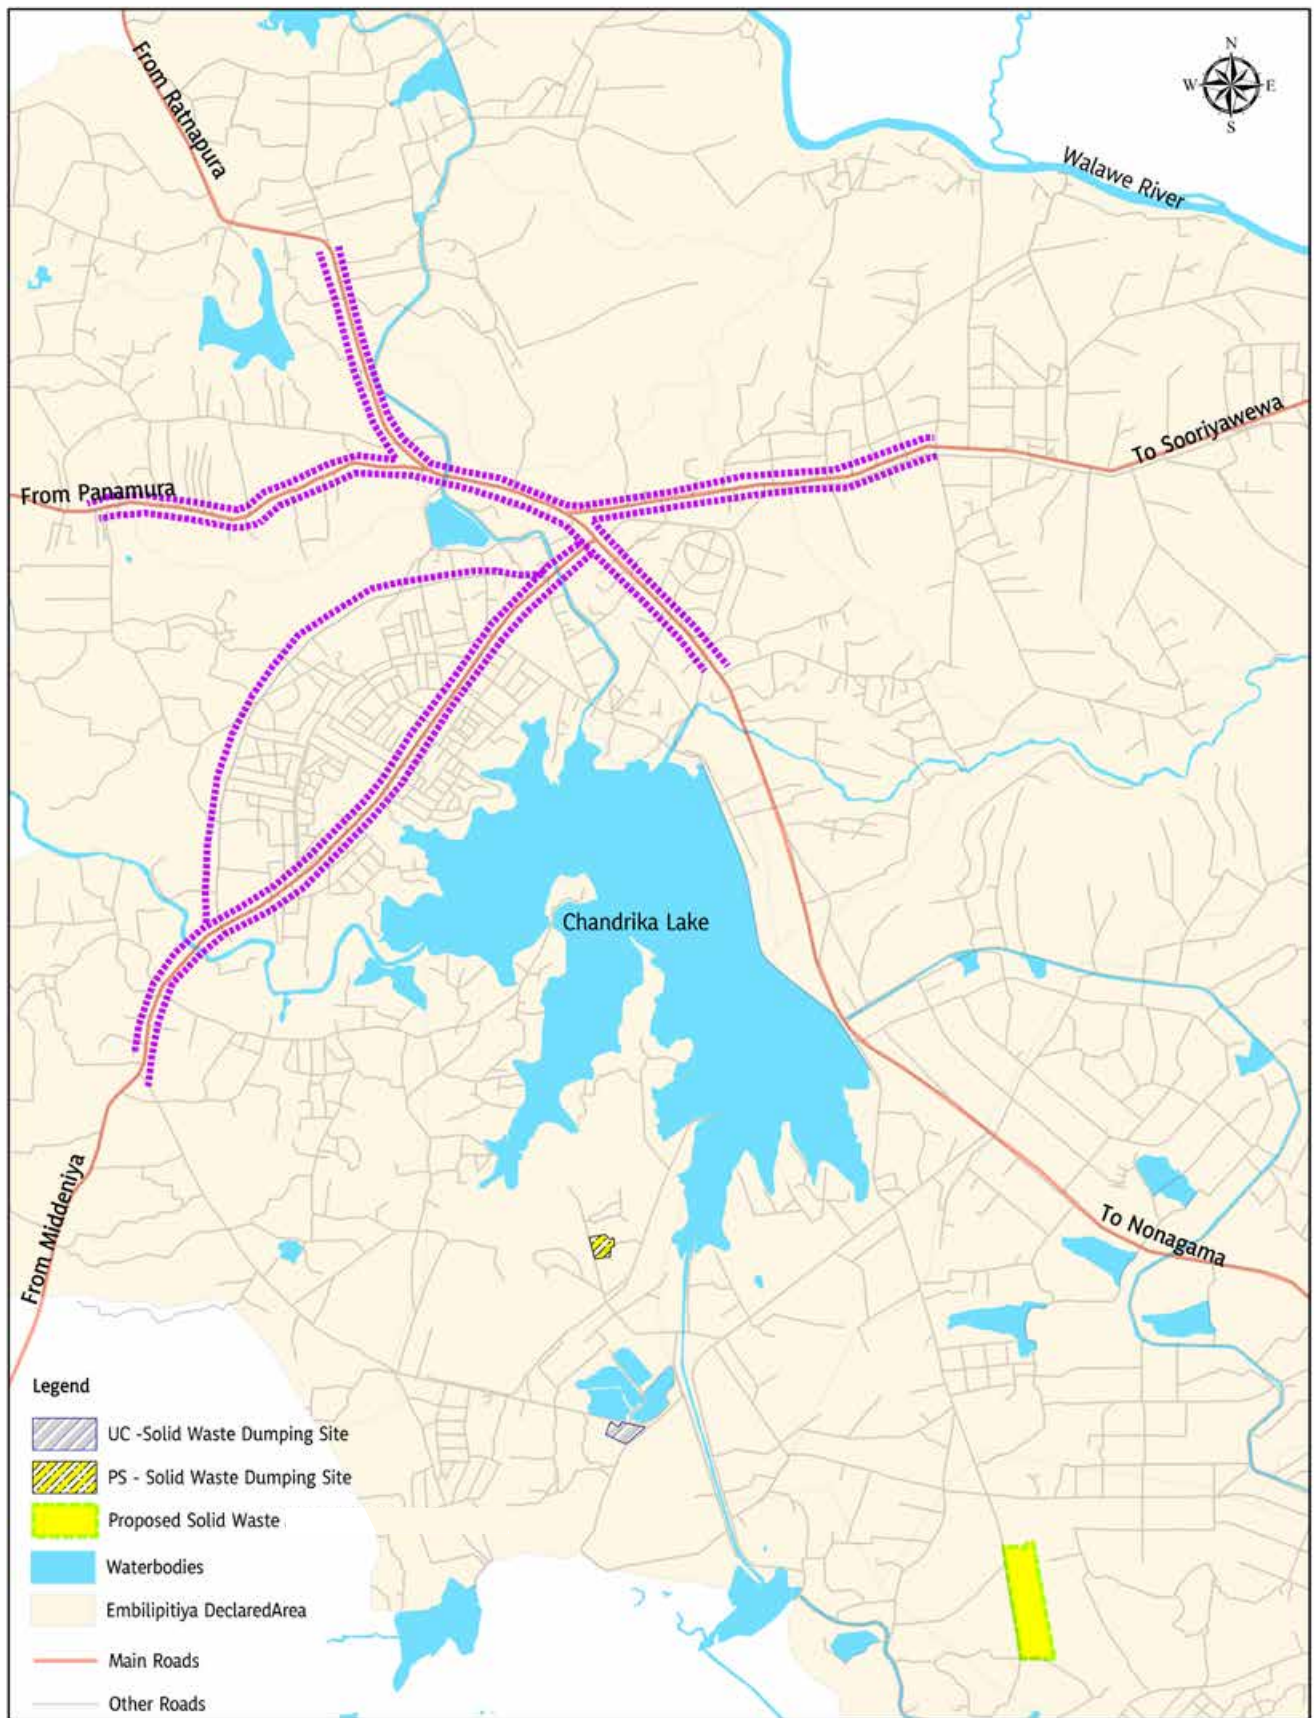 N
W
E
S
From Ratnapura
Walawe River
To Sooriyawewa
From Panamura
Chandrika Lake
From Middeniya
To Nonagama
Legend
UC -Solid Waste Dumping Site
PS - Solid Waste Dumping Site
Proposed Solid Waste
Waterbodies
Embilipitiya DeclaredArea
Main Roads
Other Roads